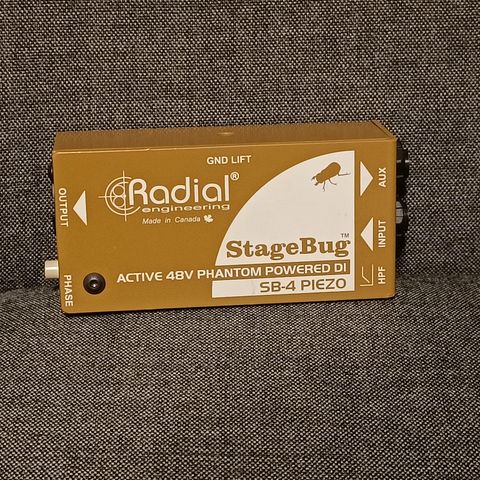 GND LIFT
Radial®
engineering
Made in Canada
OUTPUT
PHASE
AUX
INPUT
HPF
StageBug™
ACTIVE 48V PHANTOM POWERED DI
SB-4 PIEZO